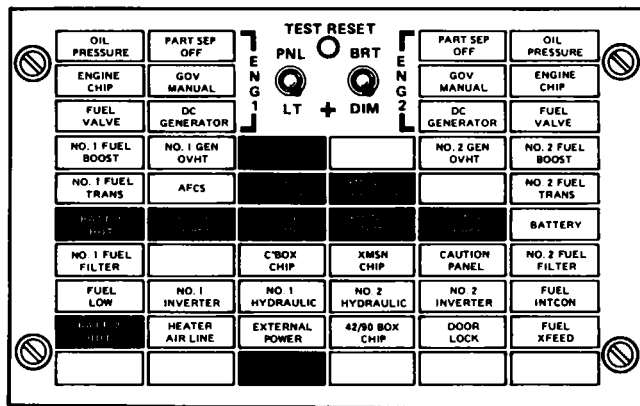 TEST RESET
OIL PRESSURE
PART SEP OFF
PNL
BRT
PART SEP OFF
OIL PRESSURE
ENGINE CHIP
GOV MANUAL
ENG 1
ENG 2
GOV MANUAL
ENGINE CHIP
FUEL VALVE
DC GENERATOR
LT + DIM
DC GENERATOR
FUEL VALVE
NO. 1 FUEL BOOST
NO. 1 GEN OVHT
NO. 2 GEN OVHT
NO. 2 FUEL BOOST
NO. 1 FUEL TRANS
AFCS
NO. 2 FUEL TRANS
BATTERY
NO. 1 FUEL FILTER
C'BOX CHIP
XMSN CHIP
CAUTION PANEL
NO. 2 FUEL FILTER
FUEL LOW
NO. 1 INVERTER
NO. 1 HYDRAULIC
NO. 2 HYDRAULIC
NO. 2 INVERTER
FUEL INTCON
HEATER AIR LINE
EXTERNAL POWER
42/90 BOX CHIP
DOOR LOCK
FUEL XFEED